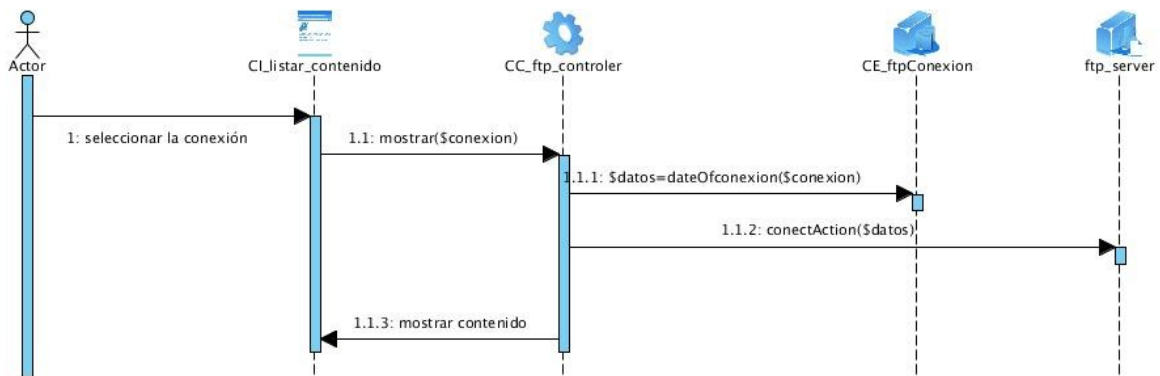 Actor
CI_listar_contenido
CC_ftp_controler
CE_ftpConexion
ftp_server
1: seleccionar la conexión
1.1: mostrar($conexion)
1.1.1: $datos=dateOfconexion($conexion)
1.1.2: conectAction($datos)
1.1.3: mostrar contenido